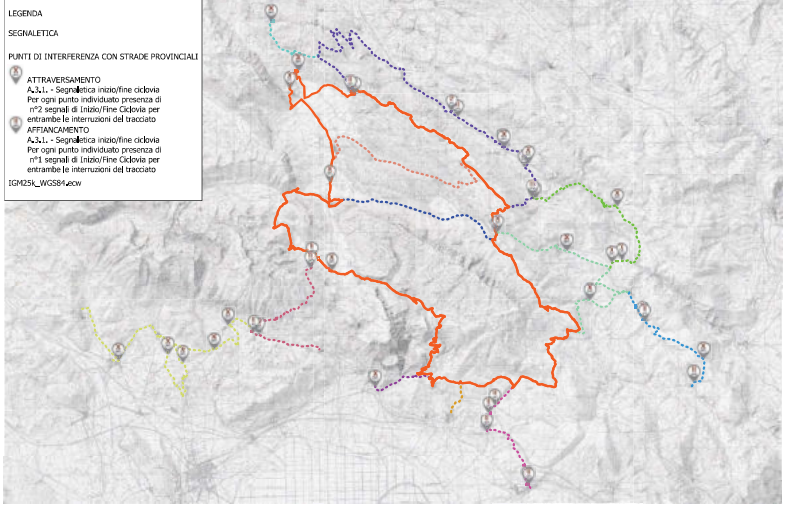 LEGENDA
SEGNALETICA
PUNTI DI INTERFERENZA CON STRADE PROVINCIALI
ATTRAVERSAMENTO
A.3.1. - Segnaletica inizio/fine ciclovia
Per ogni punto individuato presenza di
n°2 segnali di Inizio/Fine Ciclovia per
entrambe le interruzioni del tracciato
AFFIANCAMENTO
A.3.1. - Segnaletica inizio/fine ciclovia
Per ogni punto individuato presenza di
n°1 segnali di Inizio/Fine Ciclovia per
entrambe le interruzioni del tracciato
IGM25k_WGS84.ecw